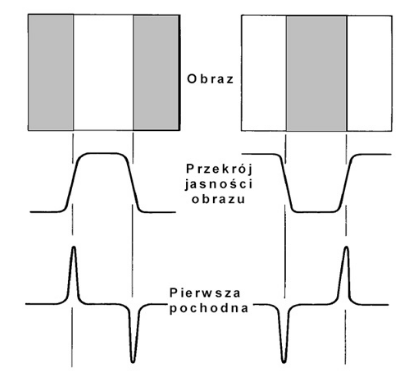 Obraz
Przekrój
jasności
obrazu
Pierwsza
pochodna